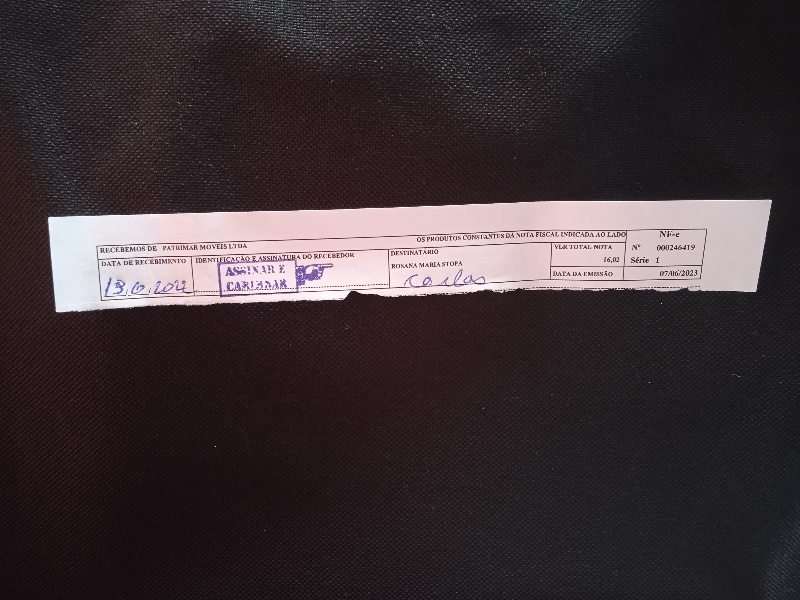 RECEBEMOS DE PATRIMAR MOVEIS LTDA OS PRODUTOS CONSTANTES DA NOTA FISCAL INDICADA AO LADO
NF-e
Nº 000246419
Série 1
DATA DE RECEBIMENTO
IDENTIFICAÇÃO E ASSINATURA DO RECEBEDOR
ASSINAR E
CARIMBAR
DESTINATÁRIO
ROSANA MARIA STOPA
Carlos
VLR TOTAL NOTA
16,02
DATA DA EMISSÃO 07/06/2023